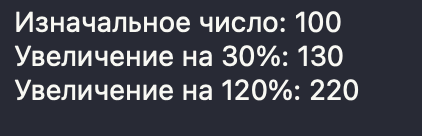 Изначальное число: 100
Увеличение на 30%: 130
Увеличение на 120%: 220